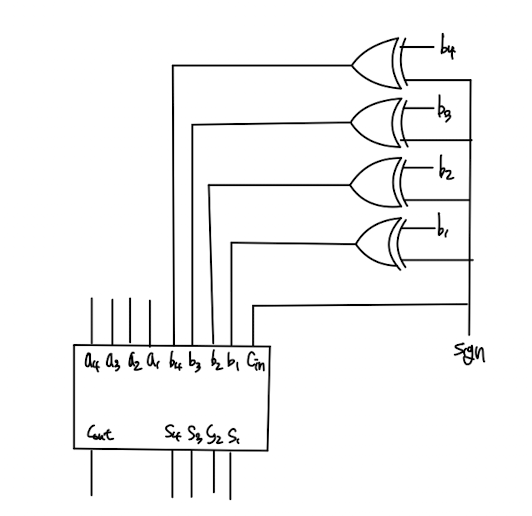 b4
b3
b2
b1
sign
a4 a3 a2 a1 b4 b3 b2 b1 Cin
Cout S4 S3 S2 S1